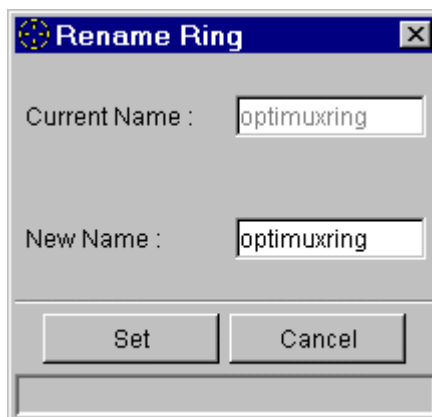 Rename Ring
Current Name : optimuxring
New Name : optimuxring
Set Cancel